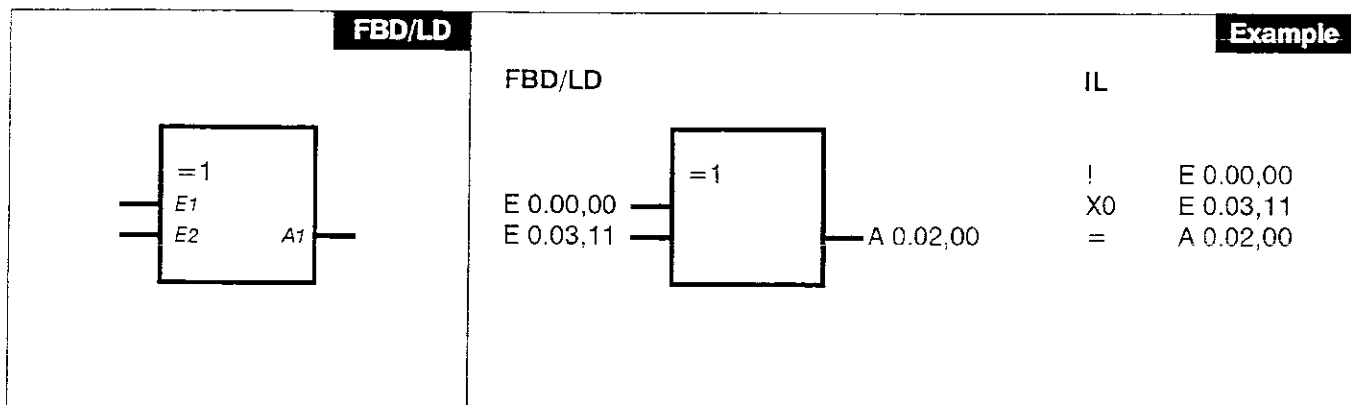 FBD/LD
=1
E1
E2 A1
Example
FBD/LD IL
=1
E 0.00,00
E 0.03,11
A 0.02,00
! E 0.00,00
X0 E 0.03,11
= A 0.02,00